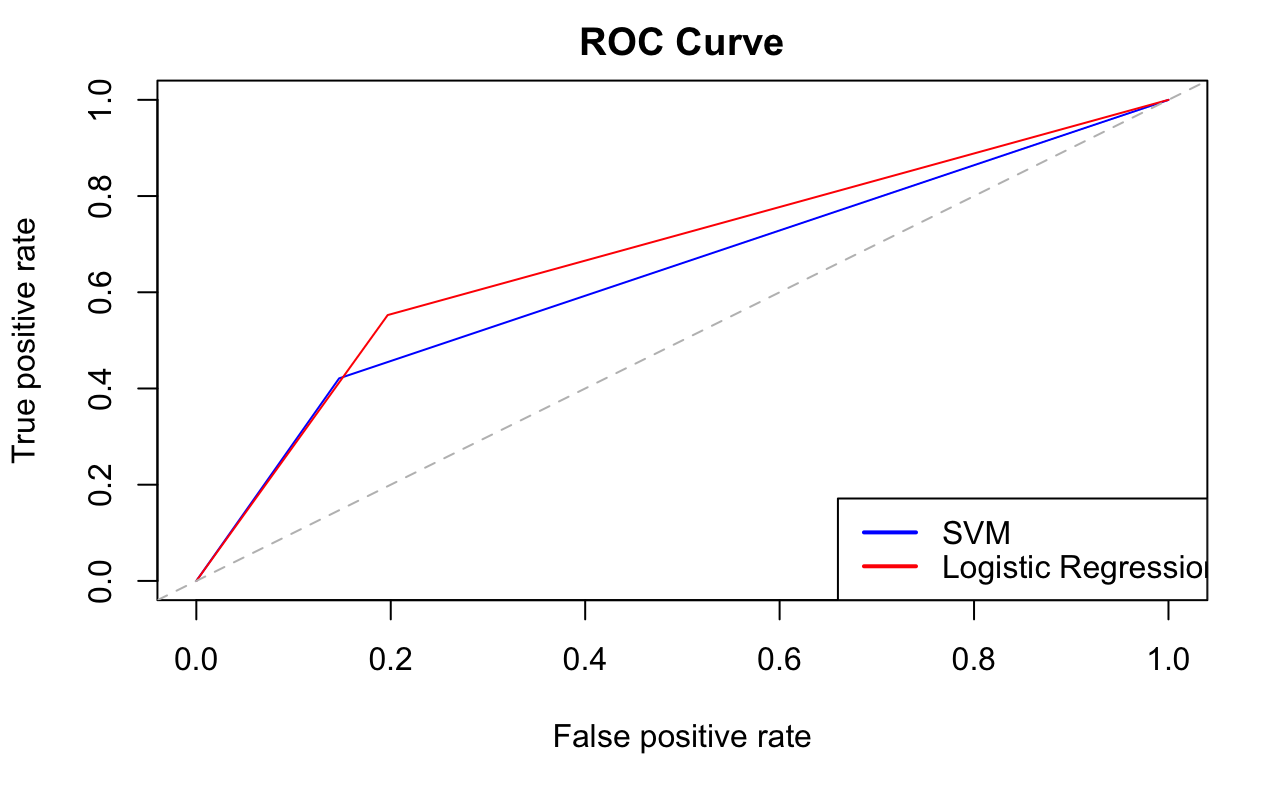 ROC Curve
True positive rate
1.0
0.8
0.6
0.4
0.2
0.0
SVM
Logistic Regression
0.0 0.2 0.4 0.6 0.8 1.0
False positive rate